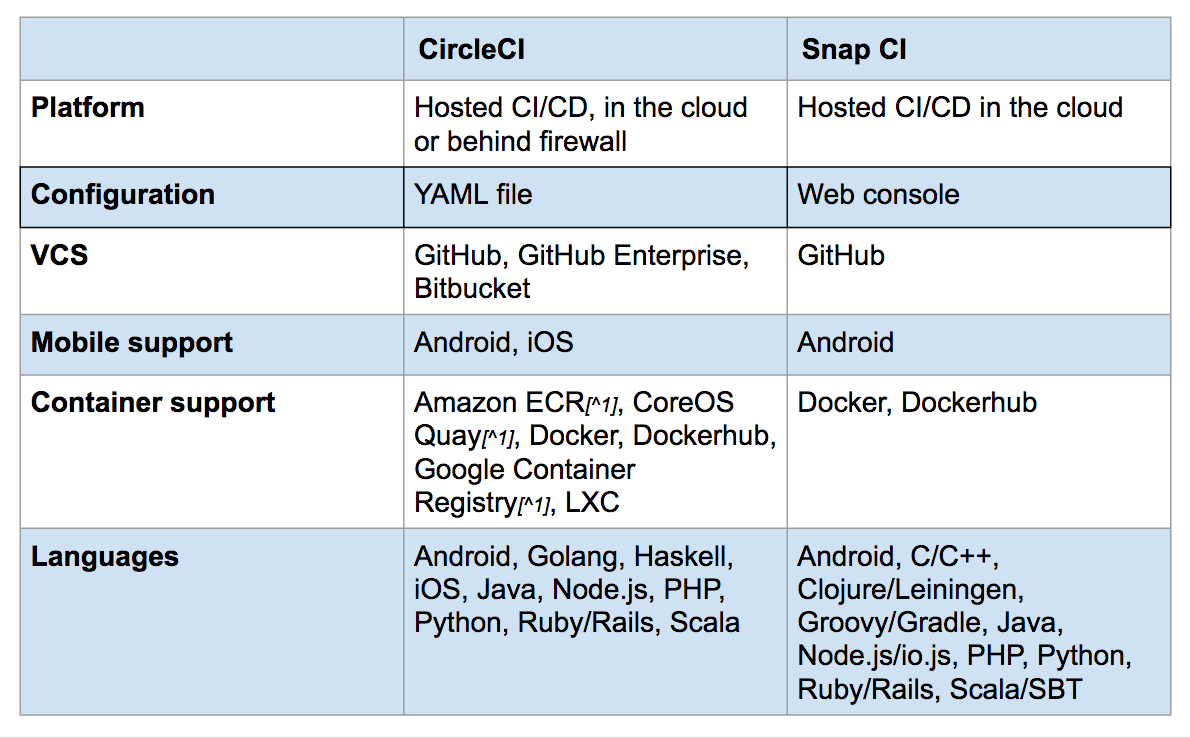 CircleCI
Snap CI
Platform
Hosted CI/CD, in the cloud
or behind firewall
Hosted CI/CD in the cloud
Configuration
YAML file
Web console
VCS
GitHub, GitHub Enterprise,
Bitbucket
GitHub
Mobile support
Android, iOS
Android
Container support
Amazon ECR[^1], CoreOS
Quay[^1], Docker, Dockerhub,
Google Container
Registry[^1], LXC
Docker, Dockerhub
Languages
Android, Golang, Haskell,
iOS, Java, Node.js, PHP,
Python, Ruby/Rails, Scala
Android, C/C++,
Clojure/Leiningen,
Groovy/Gradle, Java,
Node.js/io.js, PHP, Python,
Ruby/Rails, Scala/SBT